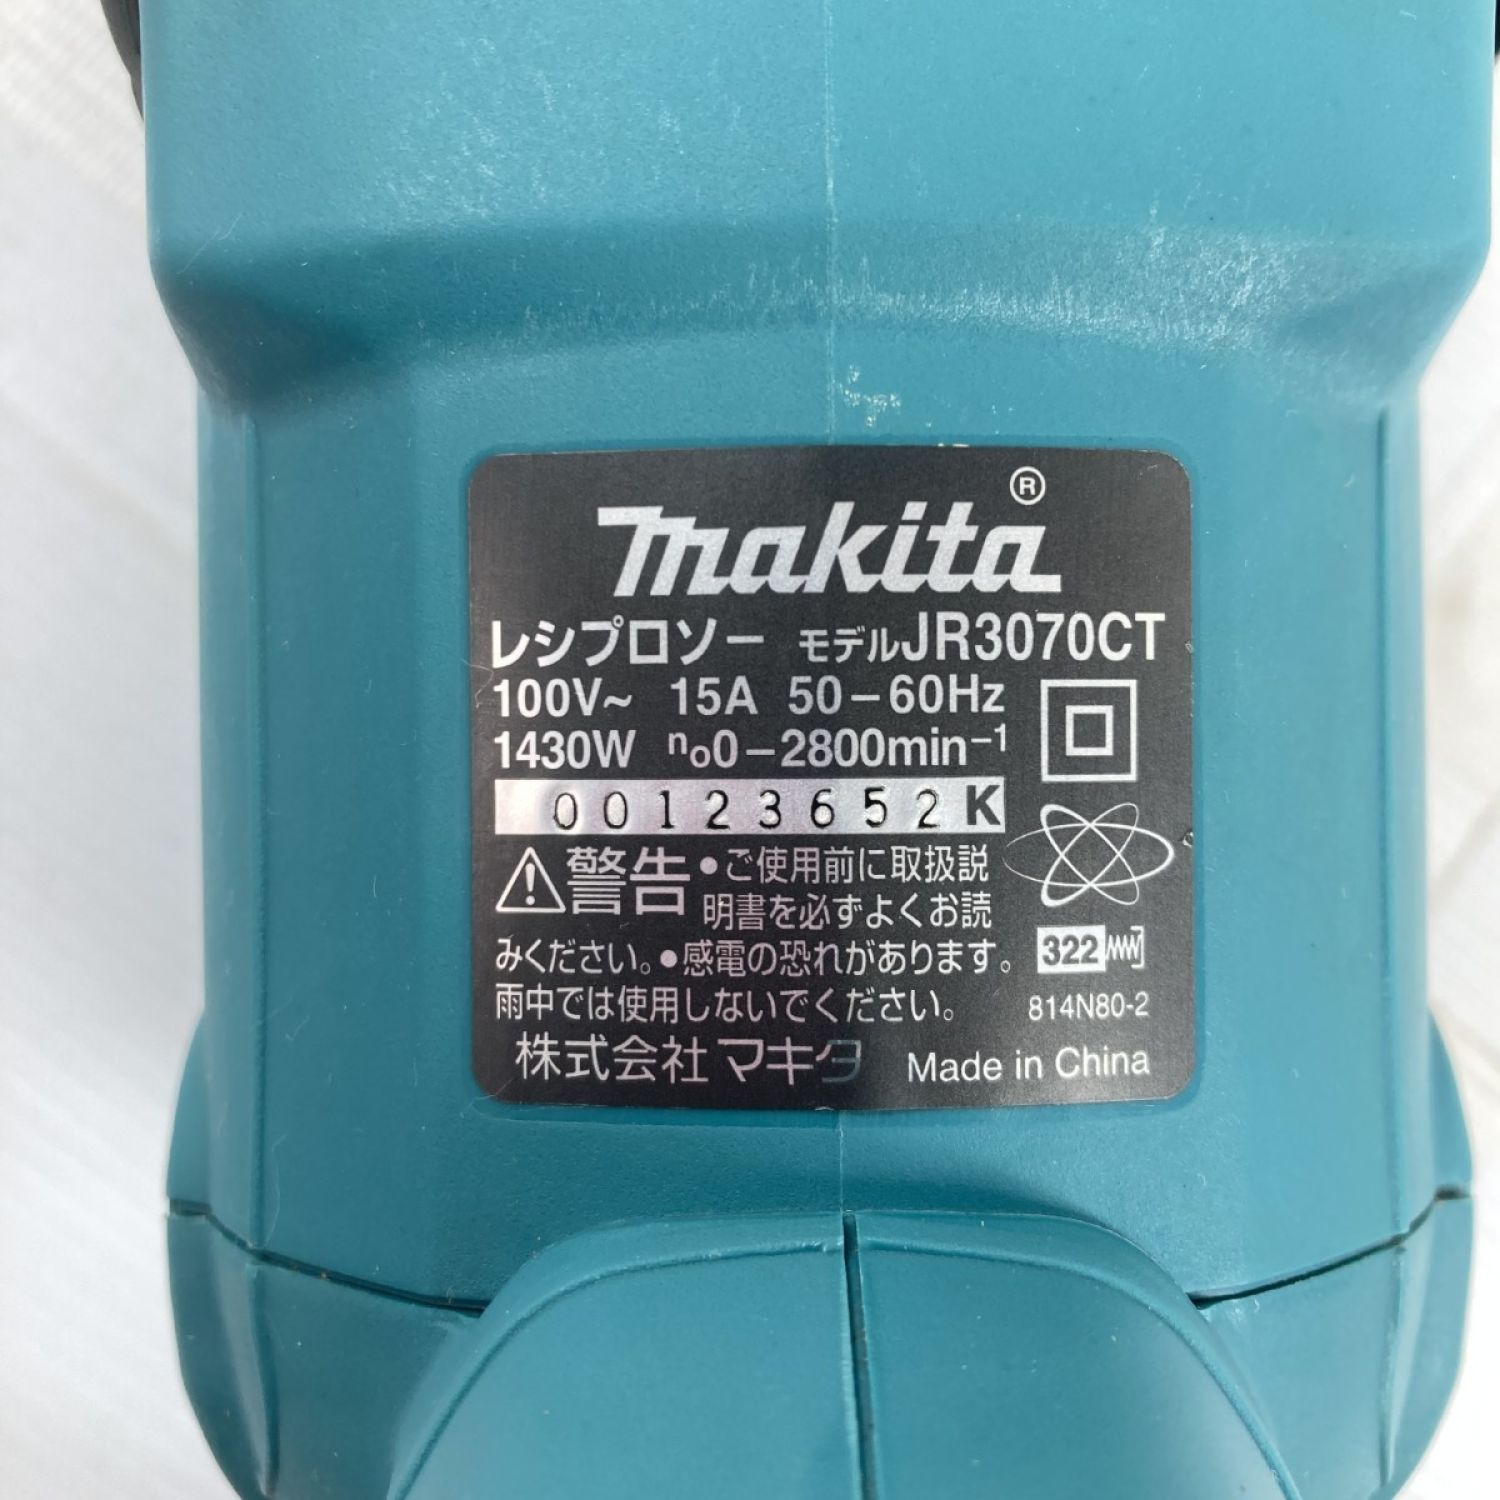 makita®
レシプロソー モデルJR3070CT
100V~ 15A 50-60Hz
1430W no0-2800min-1
00123652K
警告 •ご使用前に取扱説
明書を必ずよくお読
みください。•感電の恐れがあります。
雨中では使用しないでください。
322
814N80-2
株式会社マキタ Made in China